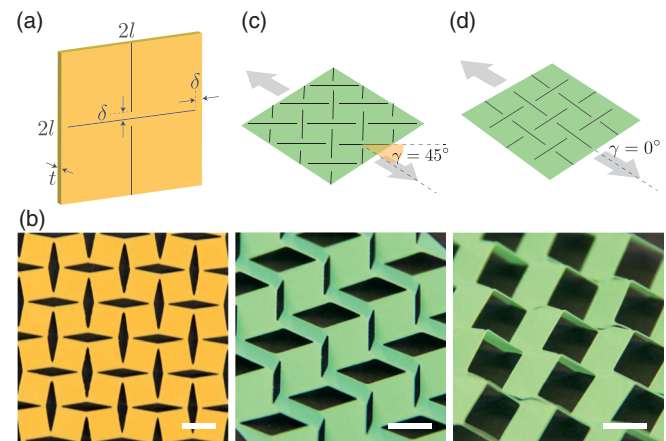 (a)
2l
δ
δ
2l
t
(c)
γ = 45°
(d)
γ = 0°
(b)